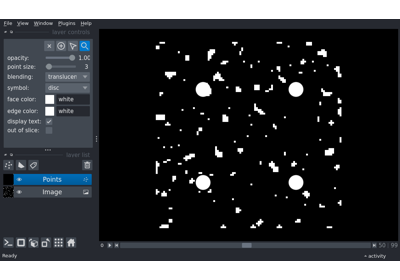 File View Window Plugins Help
layer controls
opacity: 1.00
point size: 3
blending: translucen
symbol: disc
face color: white
edge color: white
display text:
out of slice:
layer list
Points
Image
0 50 99
Ready activity